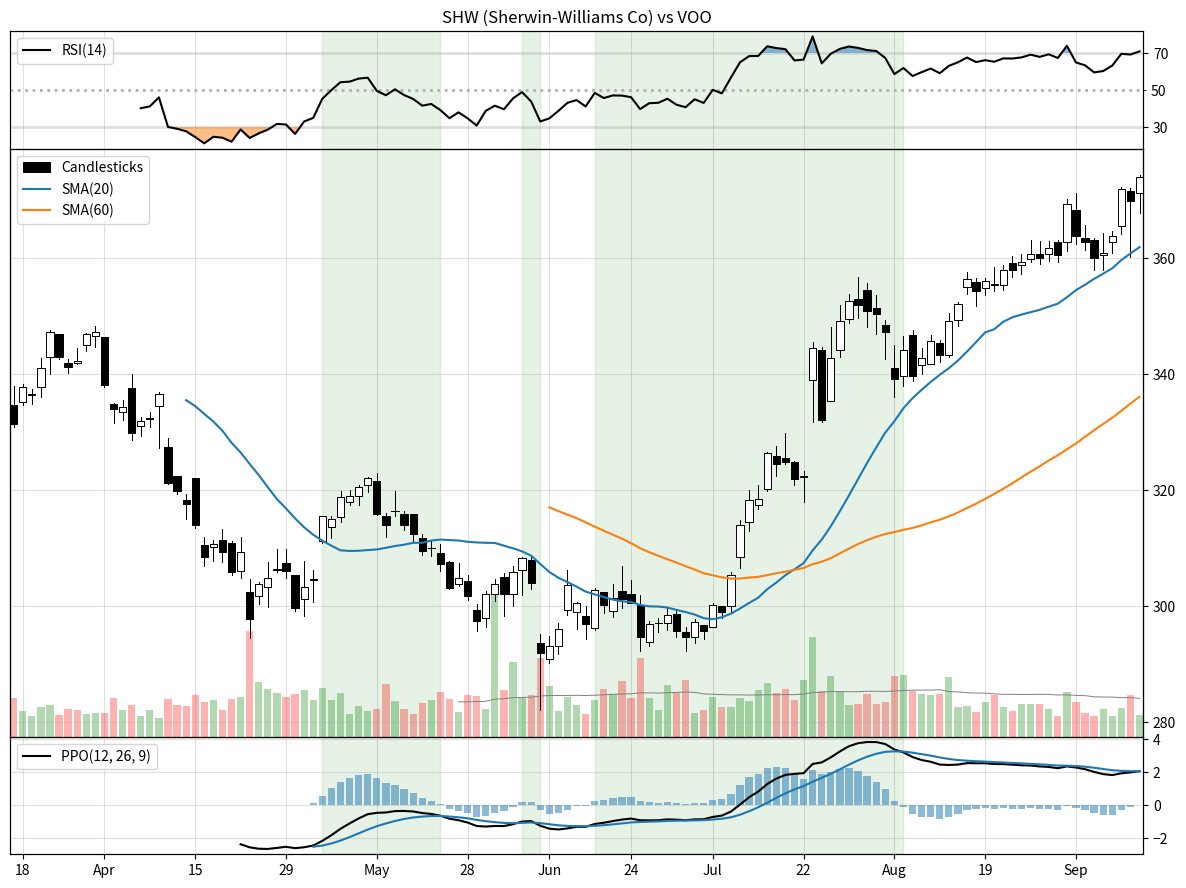 SHW (Sherwin-Williams Co) vs VOO
RSI(14)
70
50
30
Candlesticks
SMA(20)
SMA(60)
360
340
320
300
280
PPO(12, 26, 9)
4
2
0
−2
18 Apr 15 29 May 28 Jun 24 Jul 22 Aug 19 Sep